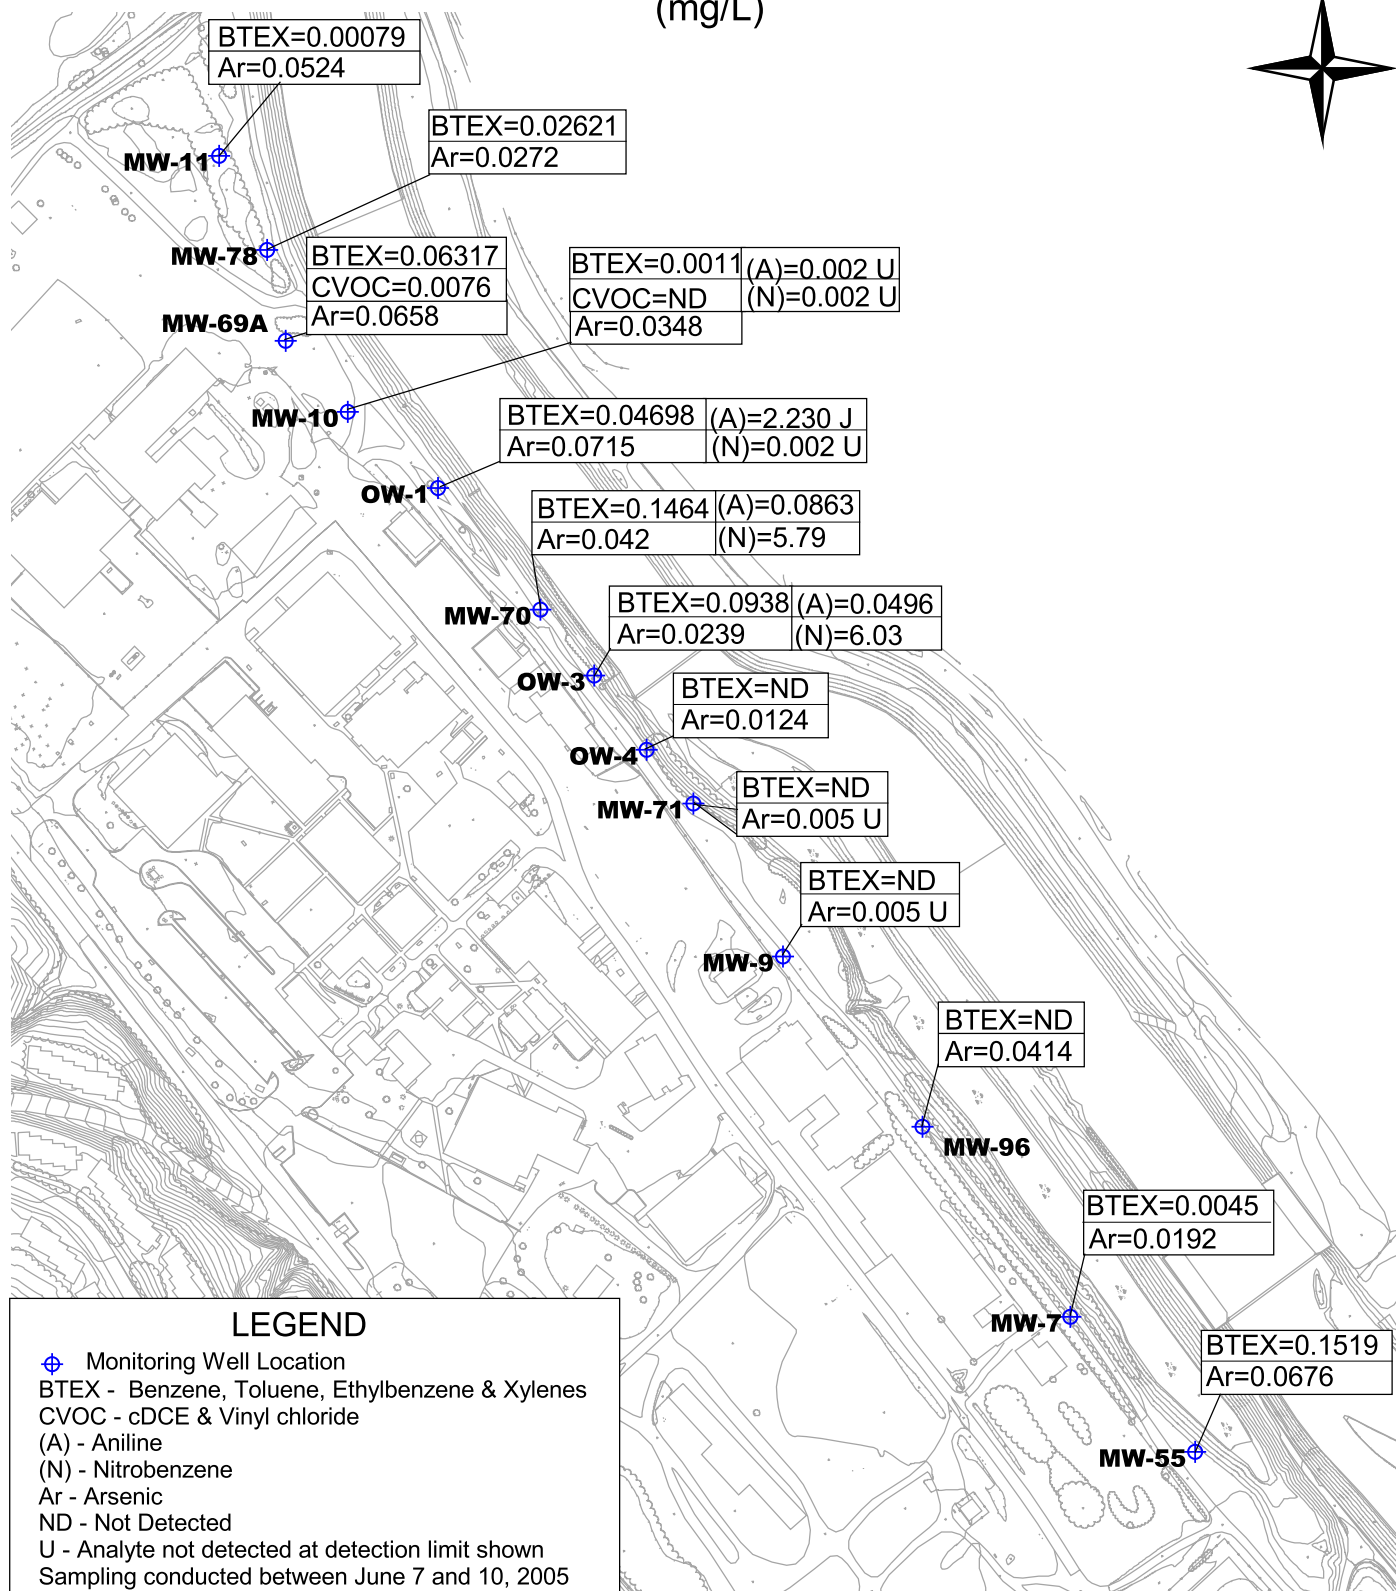 (mg/L)
BTEX=0.00079
Ar=0.0524
MW-11
BTEX=0.02621
Ar=0.0272
MW-78
BTEX=0.06317
CVOC=0.0076
Ar=0.0658
MW-69A
BTEX=0.0011 (A)=0.002 U
CVOC=ND (N)=0.002 U
Ar=0.0348
MW-10
BTEX=0.04698 (A)=2.230 J
Ar=0.0715 (N)=0.002 U
OW-1
BTEX=0.1464 (A)=0.0863
Ar=0.042 (N)=5.79
MW-70
BTEX=0.0938 (A)=0.0496
Ar=0.0239 (N)=6.03
OW-3
BTEX=ND
Ar=0.0124
OW-4
BTEX=ND
Ar=0.005 U
MW-71
BTEX=ND
Ar=0.005 U
MW-9
BTEX=ND
Ar=0.0414
MW-96
BTEX=0.0045
Ar=0.0192
MW-7
BTEX=0.1519
Ar=0.0676
MW-55
LEGEND
Monitoring Well Location
BTEX - Benzene, Toluene, Ethylbenzene & Xylenes
CVOC - cDCE & Vinyl chloride
(A) - Aniline
(N) - Nitrobenzene
Ar - Arsenic
ND - Not Detected
U - Analyte not detected at detection limit shown
Sampling conducted between June 7 and 10, 2005